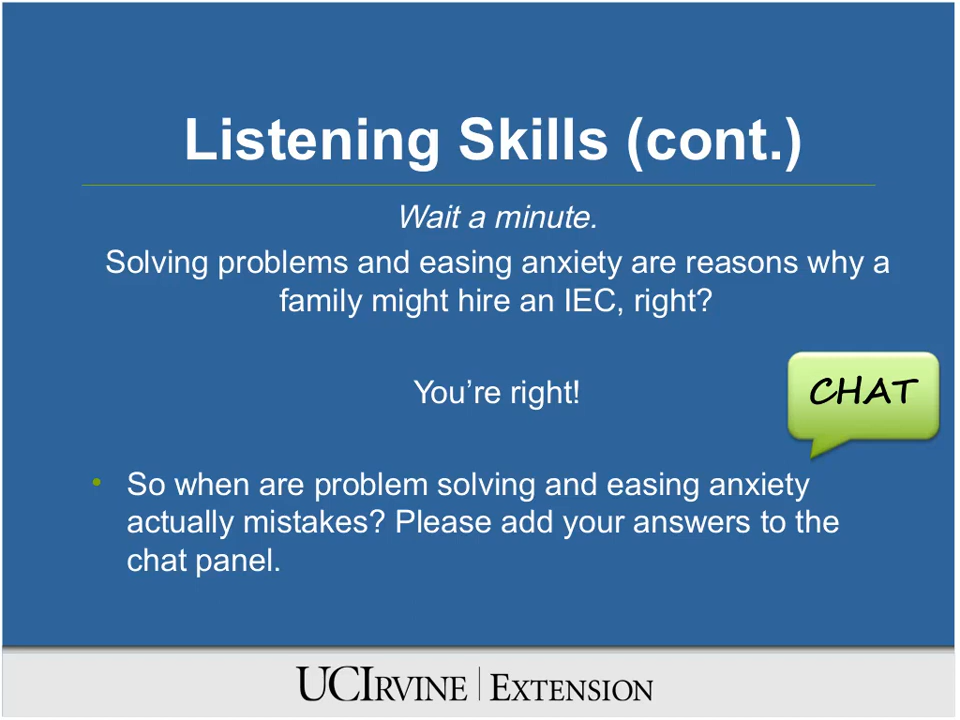 Listening Skills (cont.)
Wait a minute.
Solving problems and easing anxiety are reasons why a
family might hire an IEC, right?
You’re right!
CHAT
• So when are problem solving and easing anxiety
actually mistakes? Please add your answers to the
chat panel.
UCIRVINE | EXTENSION